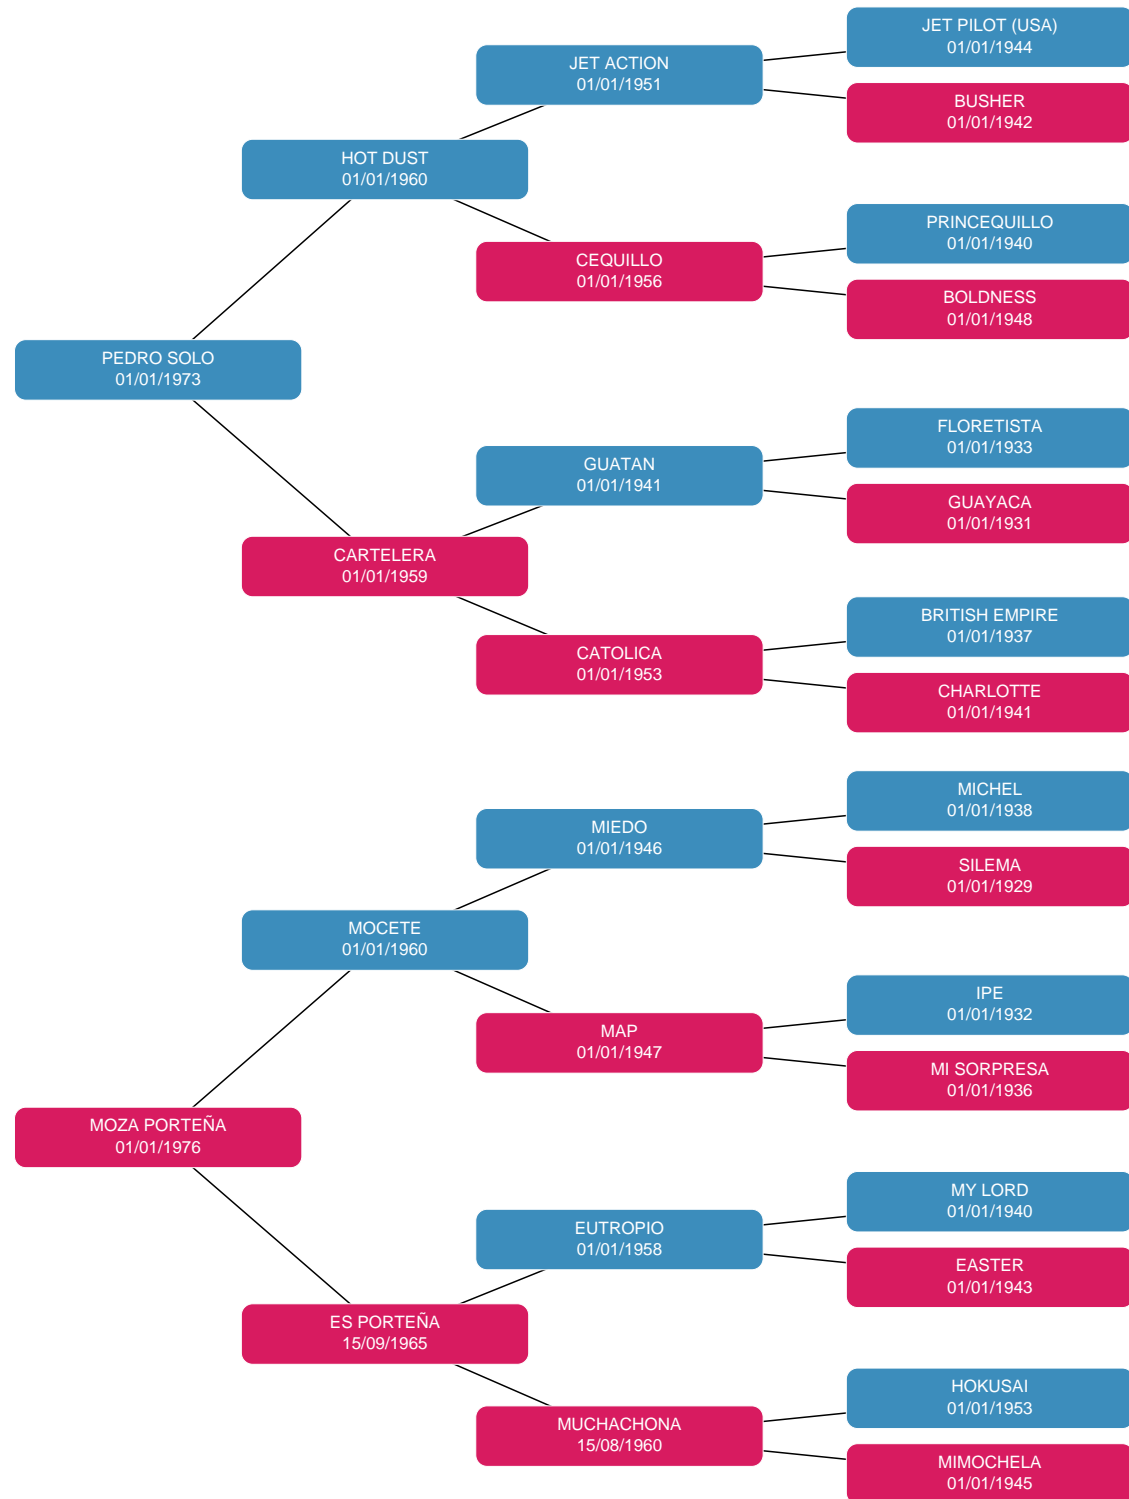 JET PILOT (USA)
01/01/1944
JET ACTION
01/01/1951
BUSHER
01/01/1942
HOT DUST
01/01/1960
PRINCEQUILLO
01/01/1940
CEQUILLO
01/01/1956
BOLDNESS
01/01/1948
PEDRO SOLO
01/01/1973
FLORETISTA
01/01/1933
GUATAN
01/01/1941
GUAYACA
01/01/1931
CARTELERA
01/01/1959
BRITISH EMPIRE
01/01/1937
CATOLICA
01/01/1953
CHARLOTTE
01/01/1941
MICHEL
01/01/1938
MIEDO
01/01/1946
SILEMA
01/01/1929
MOCETE
01/01/1960
IPE
01/01/1932
MAP
01/01/1947
MI SORPRESA
01/01/1936
MOZA PORTEÑA
01/01/1976
MY LORD
01/01/1940
EUTROPIO
01/01/1958
EASTER
01/01/1943
ES PORTEÑA
15/09/1965
HOKUSAI
01/01/1953
MUCHACHONA
15/08/1960
MIMOCHELA
01/01/1945